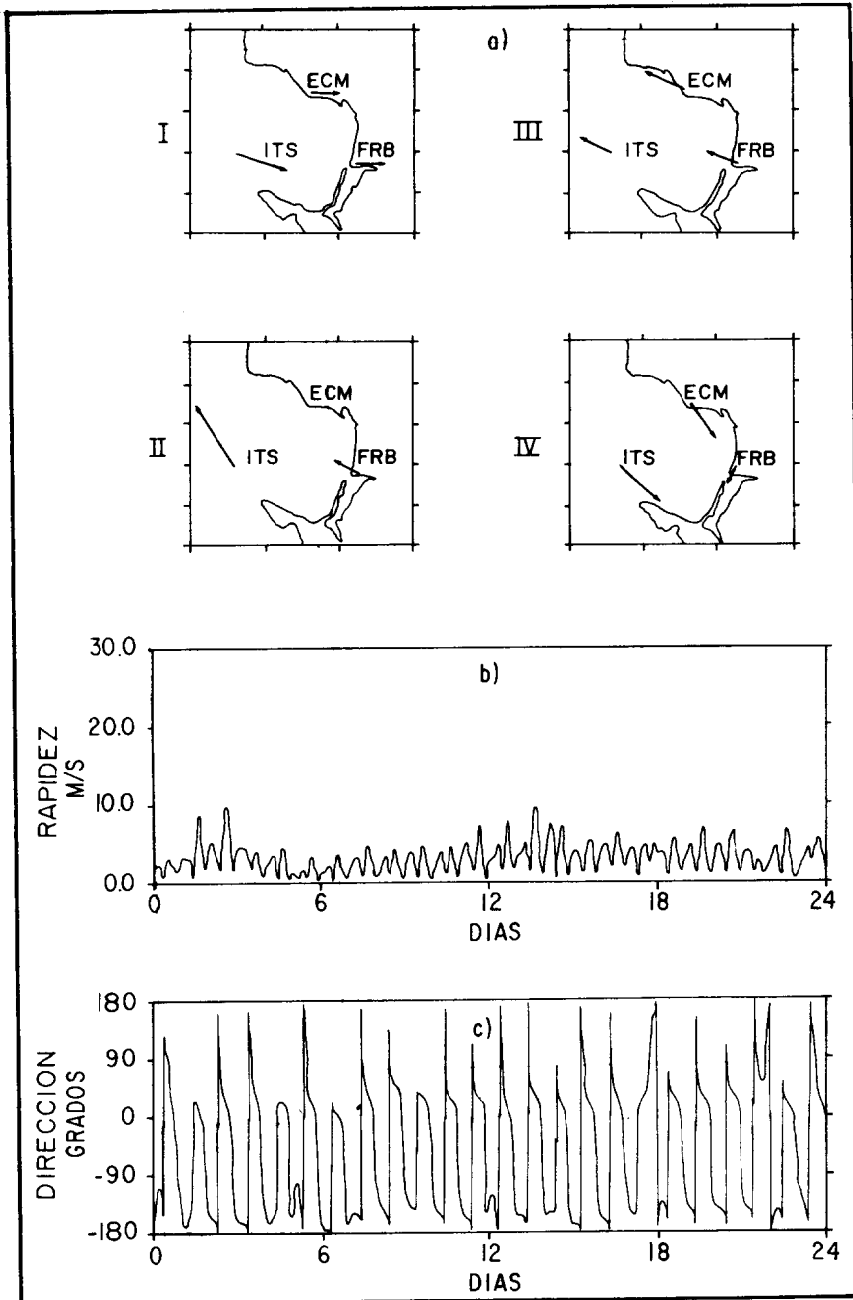 a)
I
ECM
ITS
FRB
III
ECM
ITS
FRB
II
ECM
ITS
FRB
IV
ECM
ITS
FRB
b)
RAPIDEZ
M/S
30.0
20.0
10.0
0.0
0
6
12
18
24
DIAS
c)
DIRECCION
GRADOS
180
90
0
-90
-180
0
6
12
18
24
DIAS